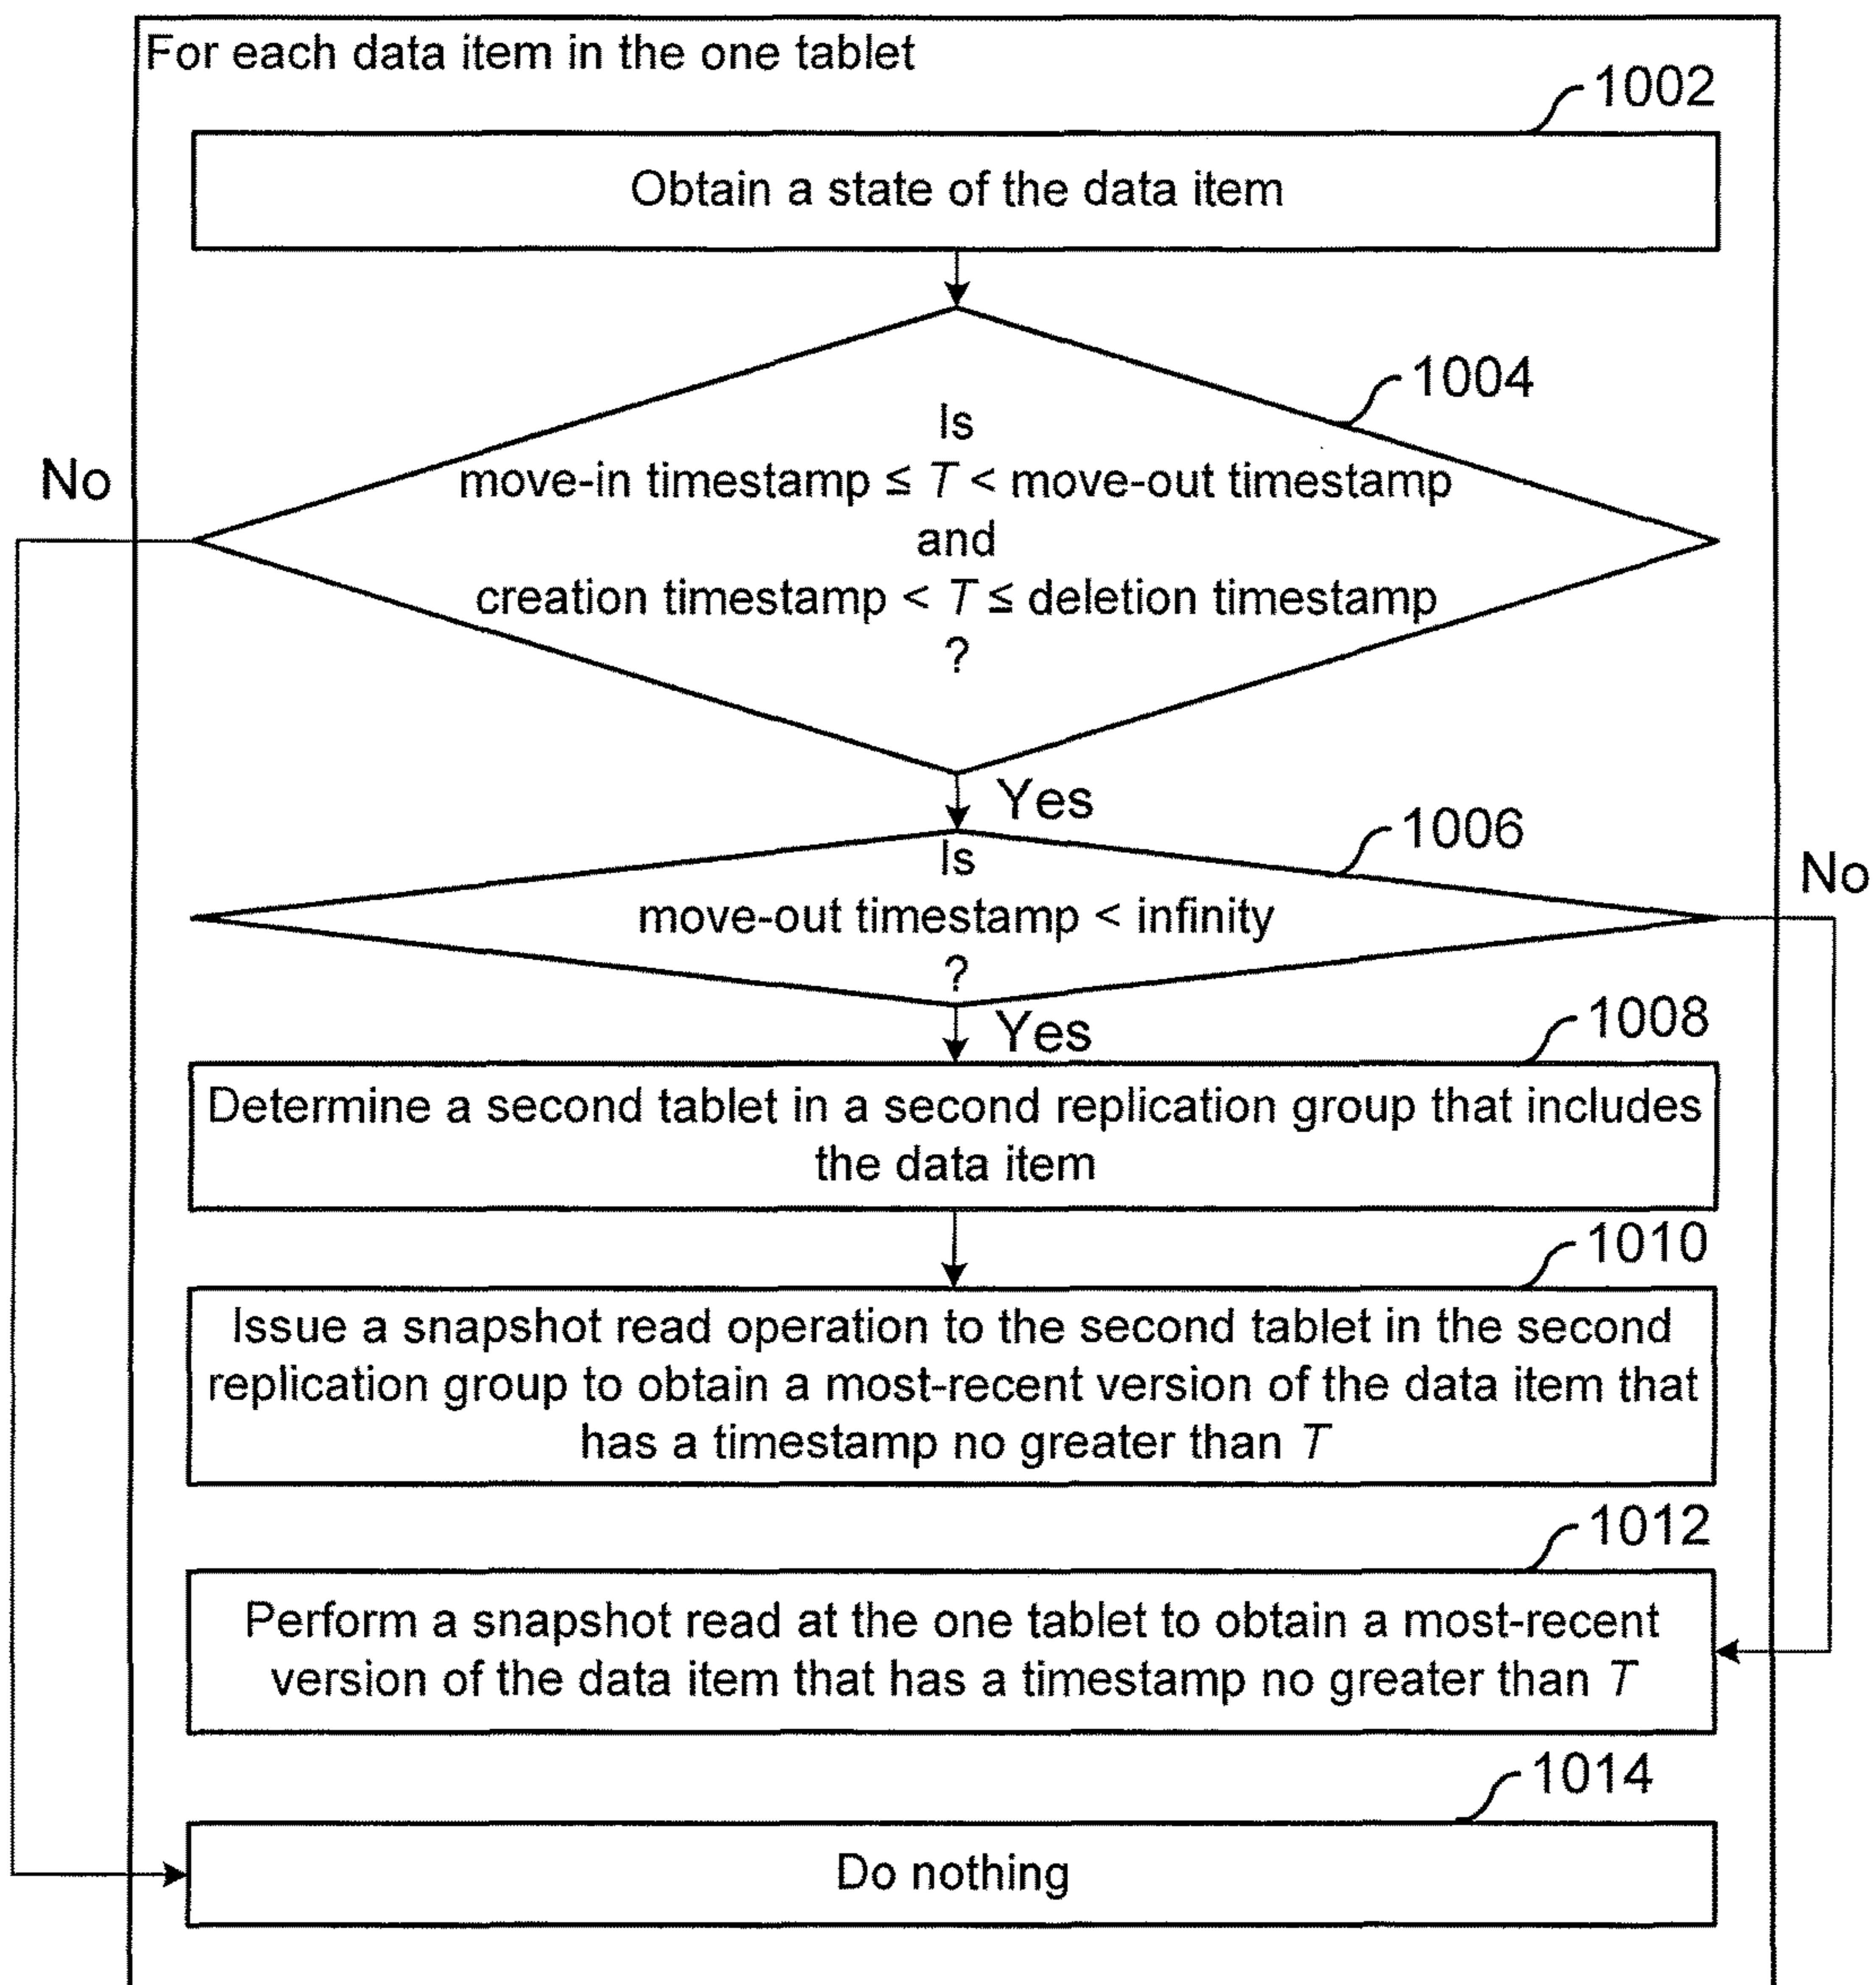 For each data item in the one tablet
1002
Obtain a state of the data item
1004
Is
No
move-in timestamp ≤ T < move-out timestamp
and
creation timestamp < T ≤ deletion timestamp
?
Yes
1006
Is
No
move-out timestamp < infinity
?
Yes
1008
Determine a second tablet in a second replication group that includes
the data item
1010
Issue a snapshot read operation to the second tablet in the second
replication group to obtain a most-recent version of the data item that
has a timestamp no greater than T
1012
Perform a snapshot read at the one tablet to obtain a most-recent
version of the data item that has a timestamp no greater than T
1014
Do nothing